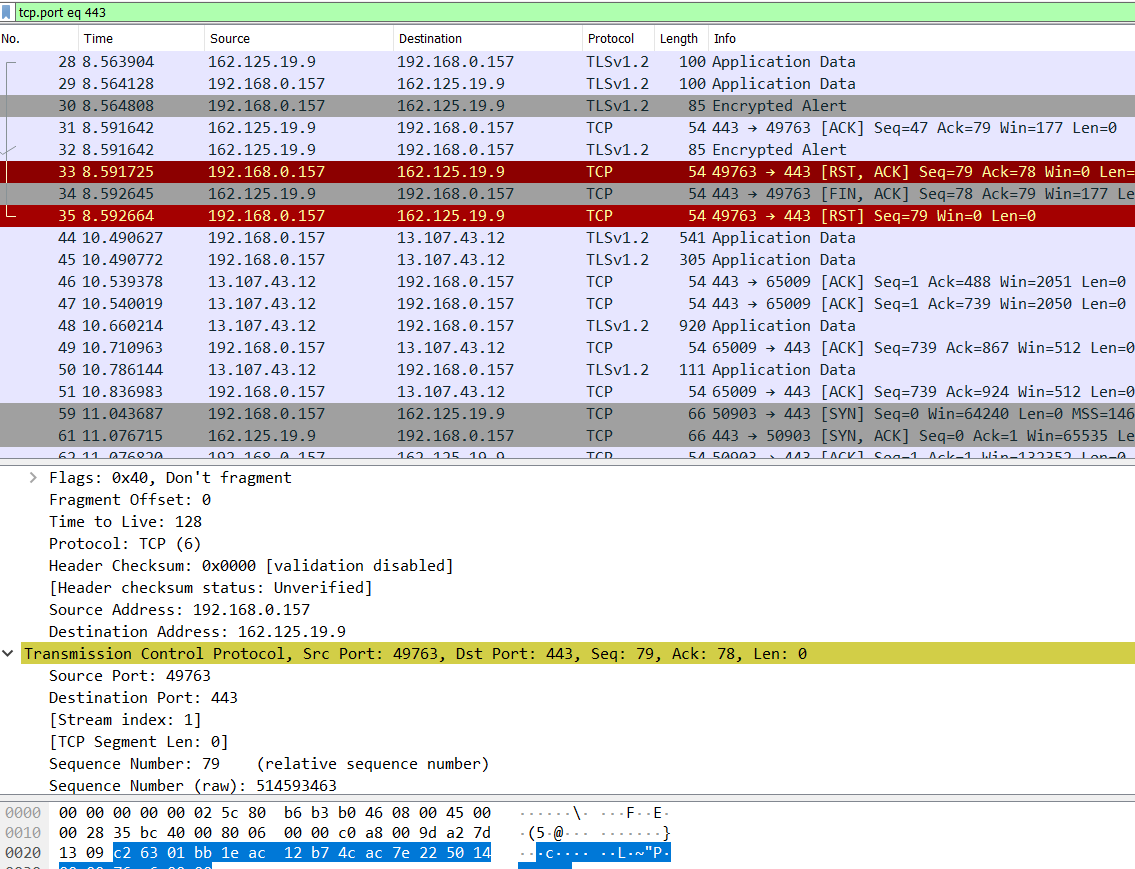 tcp.port eq 443
No. Time Source Destination Protocol Length Info
28 8.563904 162.125.19.9 192.168.0.157 TLSv1.2 100 Application Data
29 8.564128 192.168.0.157 162.125.19.9 TLSv1.2 100 Application Data
30 8.564808 192.168.0.157 162.125.19.9 TLSv1.2 85 Encrypted Alert
31 8.591642 162.125.19.9 192.168.0.157 TCP 54 443 → 49763 [ACK] Seq=47 Ack=79 Win=177 Len=0
32 8.591642 162.125.19.9 192.168.0.157 TLSv1.2 85 Encrypted Alert
33 8.591725 192.168.0.157 162.125.19.9 TCP 54 49763 → 443 [RST, ACK] Seq=79 Ack=78 Win=0 Len=
34 8.592645 162.125.19.9 192.168.0.157 TCP 54 443 → 49763 [FIN, ACK] Seq=78 Ack=79 Win=177 Le
35 8.592664 192.168.0.157 162.125.19.9 TCP 54 49763 → 443 [RST] Seq=79 Win=0 Len=0
44 10.490627 192.168.0.157 13.107.43.12 TLSv1.2 541 Application Data
45 10.490772 192.168.0.157 13.107.43.12 TLSv1.2 305 Application Data
46 10.539378 13.107.43.12 192.168.0.157 TCP 54 443 → 65009 [ACK] Seq=1 Ack=488 Win=2051 Len=0
47 10.540019 13.107.43.12 192.168.0.157 TCP 54 443 → 65009 [ACK] Seq=1 Ack=739 Win=2050 Len=0
48 10.660214 13.107.43.12 192.168.0.157 TLSv1.2 920 Application Data
49 10.710963 192.168.0.157 13.107.43.12 TCP 54 65009 → 443 [ACK] Seq=739 Ack=867 Win=512 Len=0
50 10.786144 13.107.43.12 192.168.0.157 TLSv1.2 111 Application Data
51 10.836983 192.168.0.157 13.107.43.12 TCP 54 65009 → 443 [ACK] Seq=739 Ack=924 Win=512 Len=0
59 11.043687 192.168.0.157 162.125.19.9 TCP 66 50903 → 443 [SYN] Seq=0 Win=64240 Len=0 MSS=146
61 11.076715 162.125.19.9 192.168.0.157 TCP 66 443 → 50903 [SYN, ACK] Seq=0 Ack=1 Win=65535 Le
62 11.076820 192.168.0.157 162.125.19.9 TCP 54 50903 → 443 [ACK] Seq=1 Ack=1 Win=132352 Len=0
Flags: 0x40, Don't fragment
Fragment Offset: 0
Time to Live: 128
Protocol: TCP (6)
Header Checksum: 0x0000 [validation disabled]
[Header checksum status: Unverified]
Source Address: 192.168.0.157
Destination Address: 162.125.19.9
Transmission Control Protocol, Src Port: 49763, Dst Port: 443, Seq: 79, Ack: 78, Len: 0
Source Port: 49763
Destination Port: 443
[Stream index: 1]
[TCP Segment Len: 0]
Sequence Number: 79 (relative sequence number)
Sequence Number (raw): 514593463
0000 00 00 00 00 00 02 5c 80 b6 b3 b0 46 08 00 45 00 ······\· ···F··E·
0010 00 28 35 bc 40 00 80 06 00 00 c0 a8 00 9d a2 7d ·(5·@··· ·······}
0020 13 09 c2 63 01 bb 1e ac 12 b7 4c ac 7e 22 50 14 ···c···· ··L·~"P·